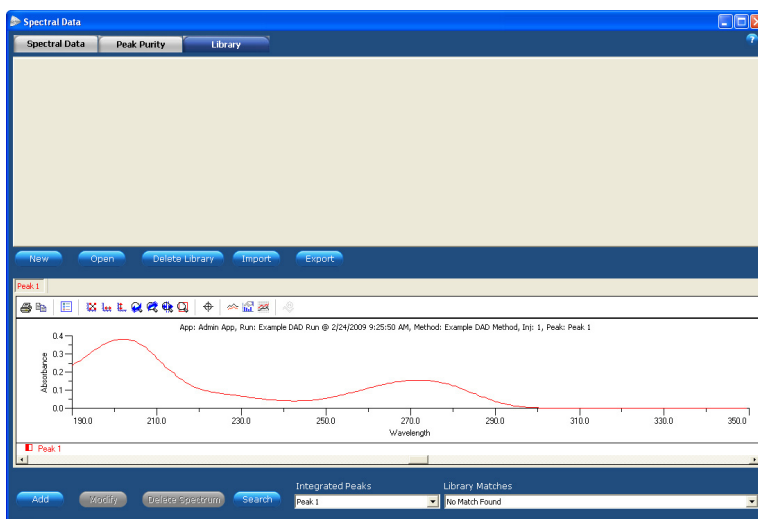 Spectral Data
Spectral Data Peak Purity Library
New Open Delete Library Import Export
Peak 1
App: Admin App, Run: Example DAD Run @ 2/24/2009 9:25:50 AM, Method: Example DAD Method, Inj: 1, Peak: Peak 1
0.4
0.3
0.2
0.1
0.0
Absorbance
190.0 210.0 230.0 250.0 270.0 290.0 310.0 330.0 350.0
Wavelength
Peak 1
Integrated Peaks Library Matches
Add Modify Delete Spectrum Search Peak 1 No Match Found